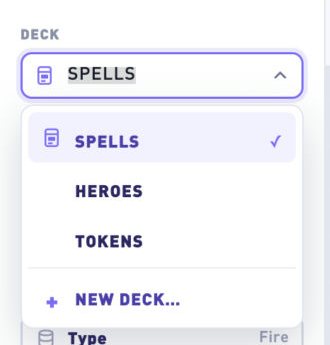 DECK
SPELLS
SPELLS
HEROES
TOKENS
NEW DECK...
Type Fire